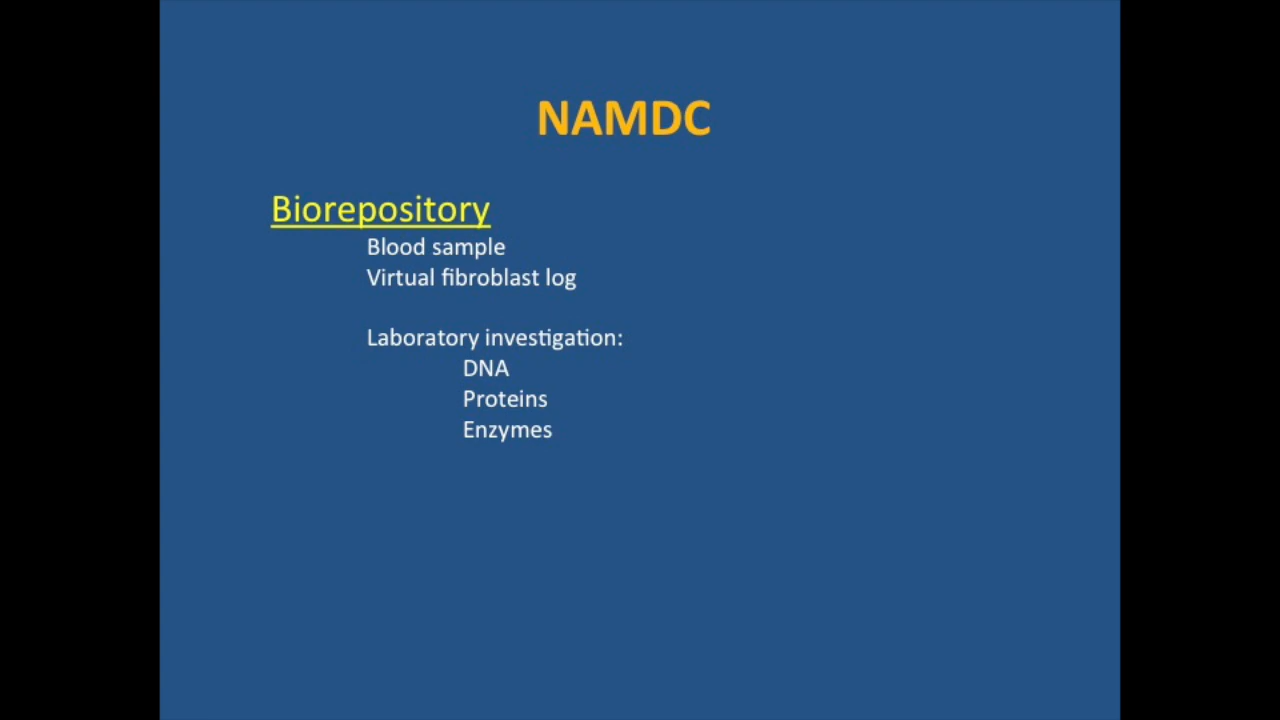 NAMDC
Biorepository
Blood sample
Virtual fibroblast log
Laboratory investigation:
DNA
Proteins
Enzymes